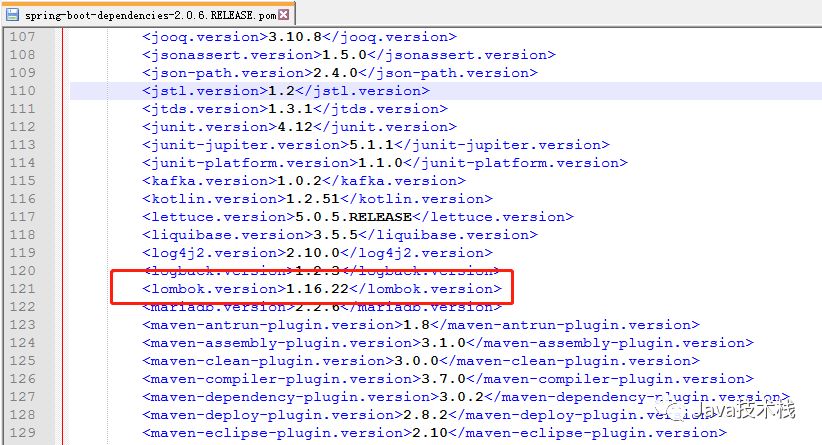 spring-boot-dependencies-2.0.6.RELEASE.pom
107 <jooq.version>3.10.8</jooq.version>
108 <jsonassert.version>1.5.0</jsonassert.version>
109 <json-path.version>2.4.0</json-path.version>
110 <jstl.version>1.2</jstl.version>
111 <jtds.version>1.3.1</jtds.version>
112 <junit.version>4.12</junit.version>
113 <junit-jupiter.version>5.1.1</junit-jupiter.version>
114 <junit-platform.version>1.1.0</junit-platform.version>
115 <kafka.version>1.0.2</kafka.version>
116 <kotlin.version>1.2.51</kotlin.version>
117 <lettuce.version>5.0.5.RELEASE</lettuce.version>
118 <liquibase.version>3.5.5</liquibase.version>
119 <log4j2.version>2.10.0</log4j2.version>
120 <logback.version>1.2.3</logback.version>
121 <lombok.version>1.16.22</lombok.version>
122 <mariadb.version>2.2.6</mariadb.version>
123 <maven-antrun-plugin.version>1.8</maven-antrun-plugin.version>
124 <maven-assembly-plugin.version>3.1.0</maven-assembly-plugin.version>
125 <maven-clean-plugin.version>3.0.0</maven-clean-plugin.version>
126 <maven-compiler-plugin.version>3.7.0</maven-compiler-plugin.version>
127 <maven-dependency-plugin.version>3.0.2</maven-dependency-plugin.version>
128 <maven-deploy-plugin.version>2.8.2</maven-deploy-plugin.version>
129 <maven-eclipse-plugin.version>2.10</maven-eclipse-plugin.version>
Java技术栈